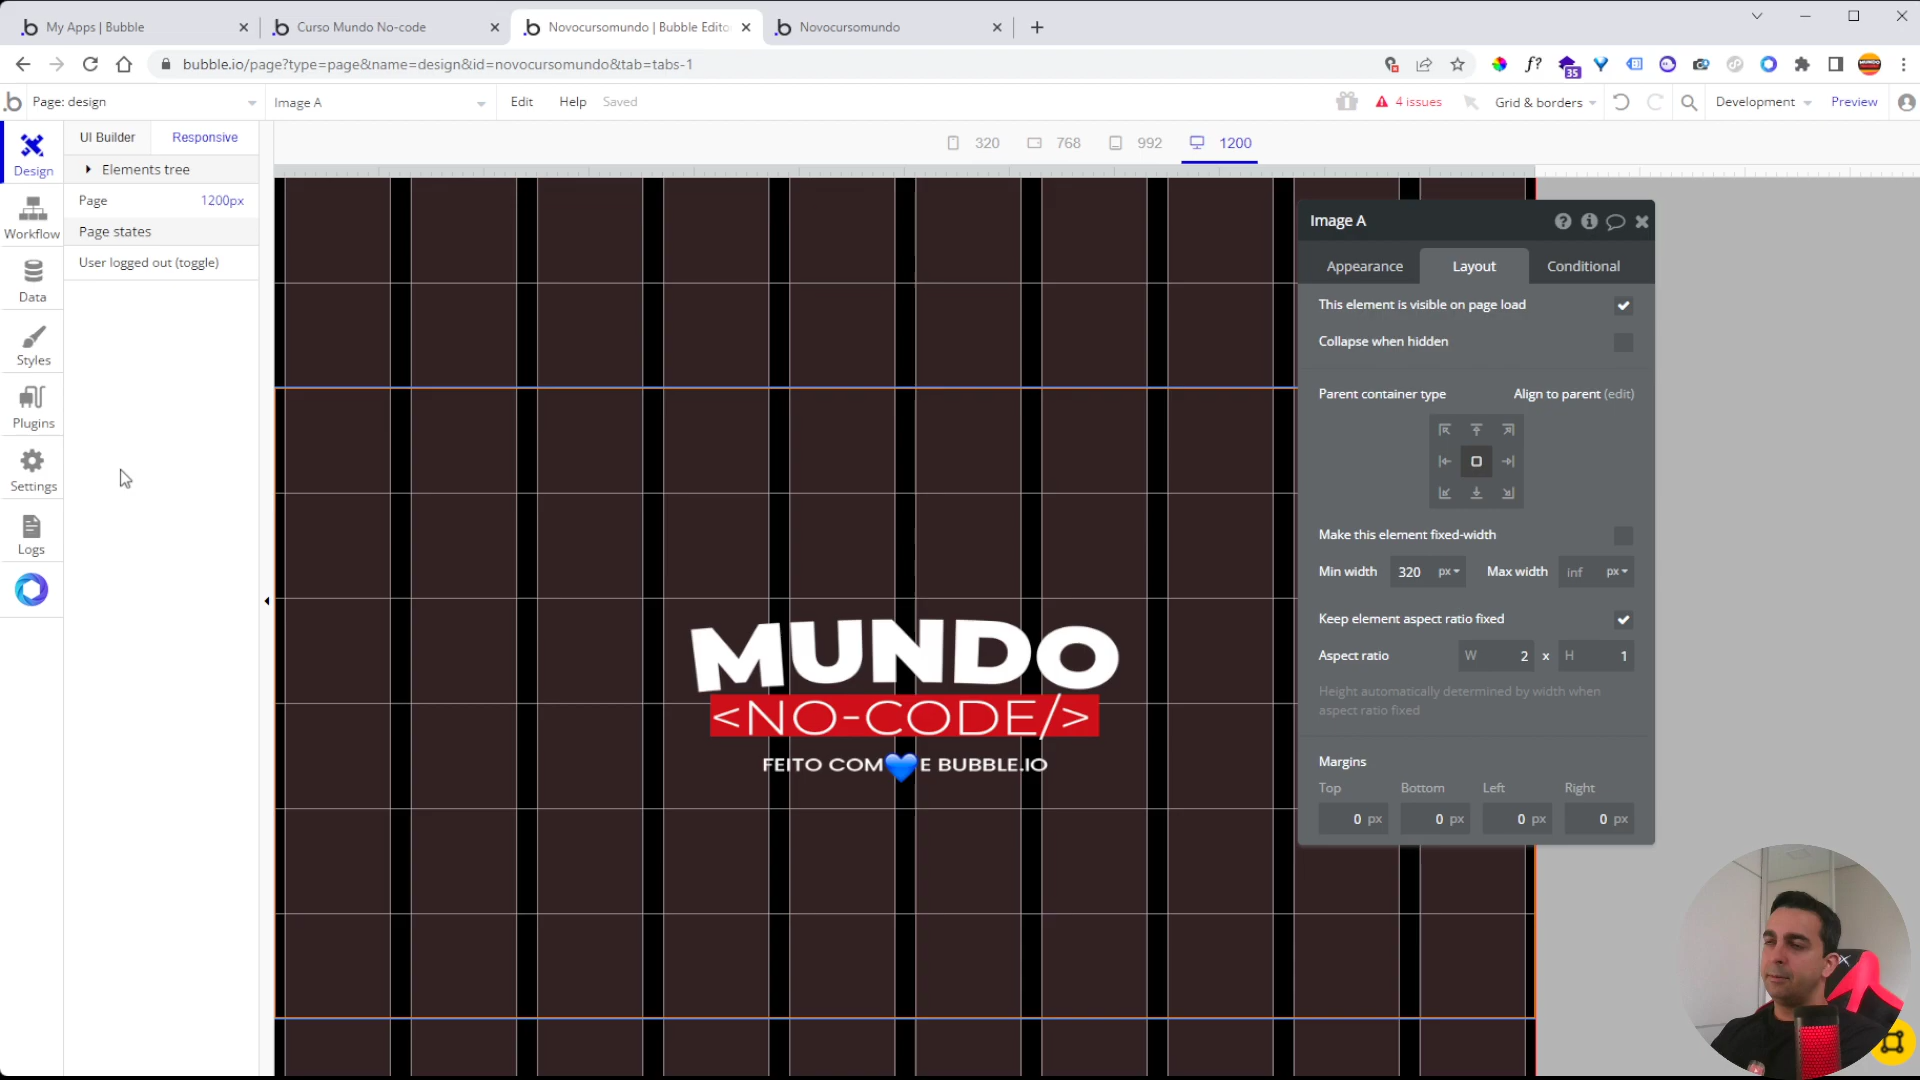 My Apps | Bubble
Curso Mundo No-code
Novocursomundo | Bubble Edito
Novocursomundo
bubble.io/page?type=page&name=design&id=novocursomundo&tab=tabs-1
f?
35
Page: design
Image A
Edit
Help
Saved
4 issues
Grid & borders
Development
Preview
Design
Workflow
Data
Styles
Plugins
Settings
Logs
UI Builder
Responsive
Elements tree
Page
1200px
Page states
User logged out (toggle)
320
768
992
1200
MUNDO
<NO-CODE/>
FEITO COM💙E BUBBLE.IO
Image A
Appearance
Layout
Conditional
This element is visible on page load
Collapse when hidden
Parent container type
Align to parent (edit)
Make this element fixed-width
Min width
320 px
Max width
inf px
Keep element aspect ratio fixed
Aspect ratio
W 2 x H 1
Height automatically determined by width when
aspect ratio fixed
Margins
Top
Bottom
Left
Right
0 px
0 px
0 px
0 px